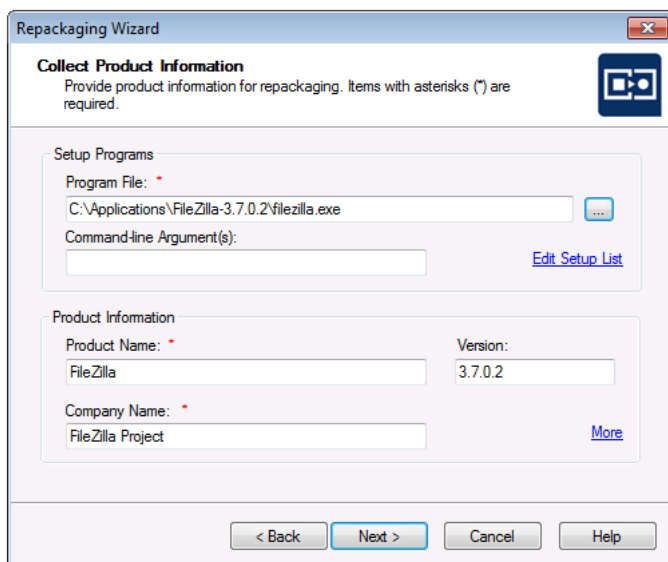 Repackaging Wizard
Collect Product Information
Provide product information for repackaging. Items with asterisks (*) are
required.
Setup Programs
Program File: *
C:\Applications\FileZilla-3.7.0.2\filezilla.exe
...
Command-line Argument(s):
Edit Setup List
Product Information
Product Name: * Version:
FileZilla 3.7.0.2
Company Name: *
FileZilla Project More
< Back Next > Cancel Help